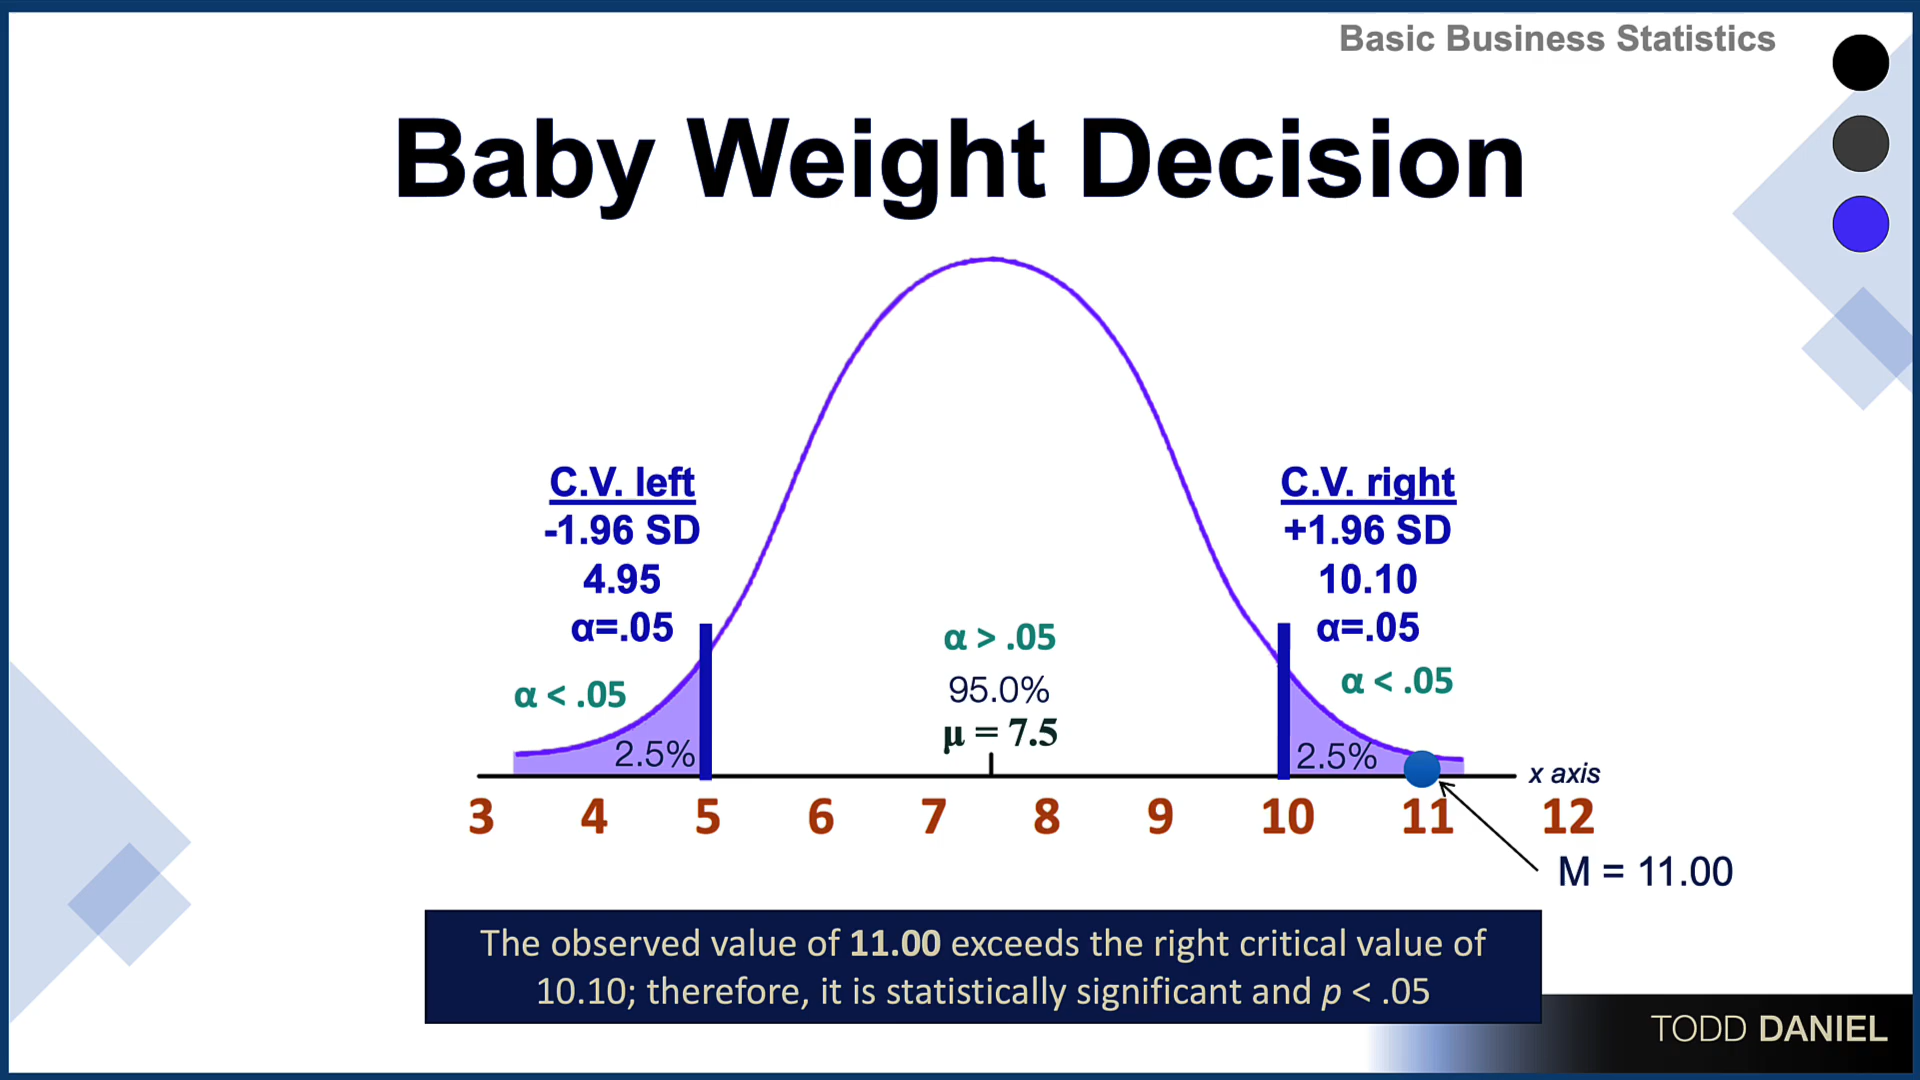 Basic Business Statistics
Baby Weight Decision
C.V. left
-1.96 SD
4.95
α=.05
α < .05
2.5%
α > .05
95.0%
μ = 7.5
C.V. right
+1.96 SD
10.10
α=.05
α < .05
2.5%
x axis
3 4 5 6 7 8 9 10 11 12
M = 11.00
The observed value of 11.00 exceeds the right critical value of
10.10; therefore, it is statistically significant and p < .05
TODD DANIEL